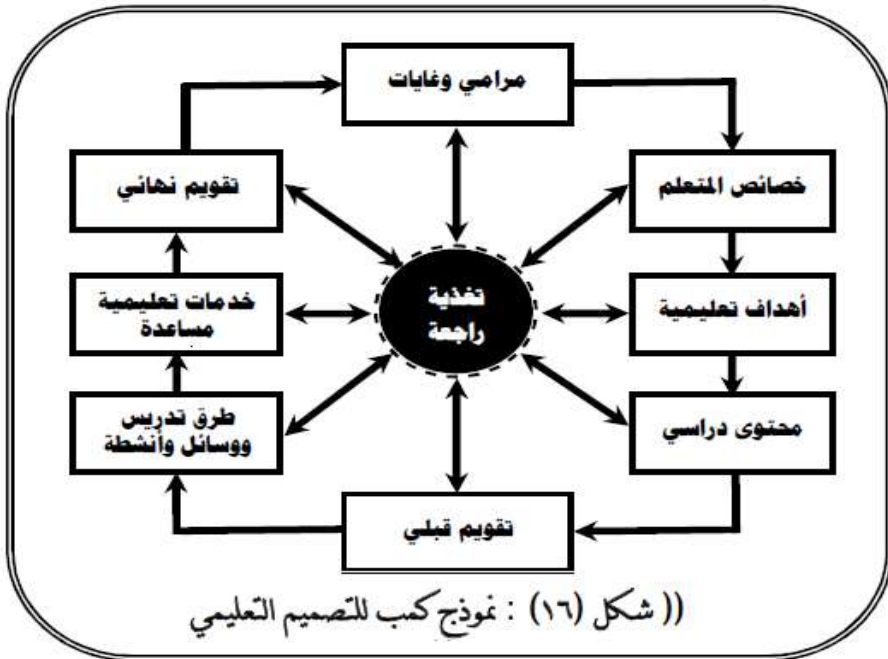 مرامي وغايات
خصائص المتعلم
أهداف تعليمية
محتوى دراسي
تقويم قبلي
طرق تدريس
ووسائل وأنشطة
خدمات تعليمية
مساعدة
تقويم نهائي
تغذية
راجعة
(( شكل (١٦) : نموذج كمب للتصميم التعليمي